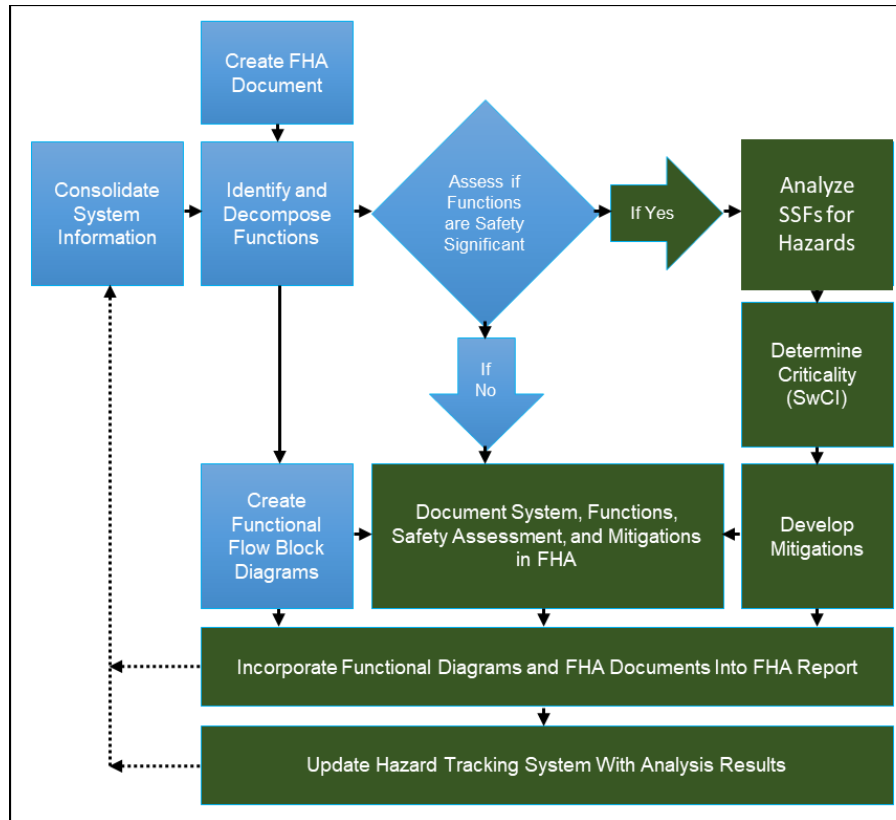 Create FHA
Document
Consolidate
System
Information
Identify and
Decompose
Functions
Assess if
Functions
are Safety
Significant
If Yes
Analyze
SSFs for
Hazards
If
No
Determine
Criticality
(SwCI)
Create
Functional
Flow Block
Diagrams
Document System, Functions,
Safety Assessment, and Mitigations
in FHA
Develop
Mitigations
Incorporate Functional Diagrams and FHA Documents Into FHA Report
Update Hazard Tracking System With Analysis Results